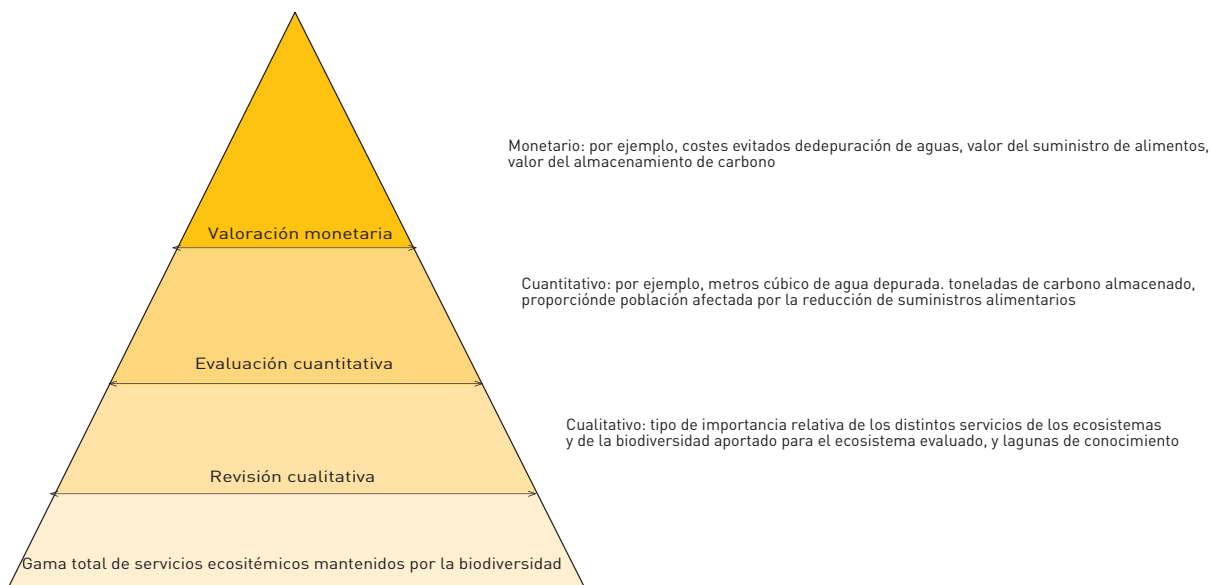 Monetario: por ejemplo, costes evitados dedepuración de aguas, valor del suministro de alimentos,
valor del almacenamiento de carbono
Valoración monetaria
Cuantitativo: por ejemplo, metros cúbico de agua depurada. toneladas de carbono almacenado,
proporciónde población afectada por la reducción de suministros alimentarios
Evaluación cuantitativa
Cualitativo: tipo de importancia relativa de los distintos servicios de los ecosistemas
y de la biodiversidad aportado para el ecosistema evaluado, y lagunas de conocimiento
Revisión cualitativa
Gama total de servicios ecositémicos mantenidos por la biodiversidad